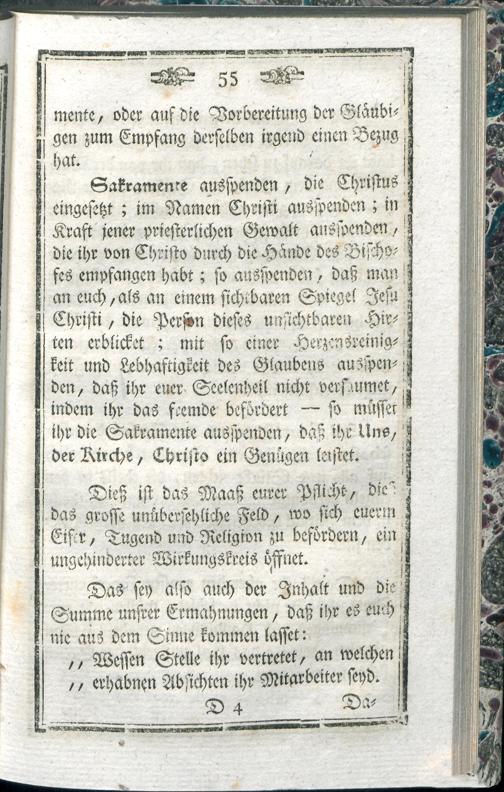 55
mente, oder auf die Vorbereitung der Gläubi-
gen zum Empfang derselben irgend einen Bezug
hat.
Sakramente ausspenden, die Christus
eingesetzt; im Namen Christi ausspenden; in
Kraft jener priesterlichen Gewalt ausspenden,
die ihr von Christo durch die Hände des Bischo-
fes empfangen habt; so ausspenden, daß man
an euch, als an einem sichtbaren Spiegel Jesu
Christi, die Person dieses unsichtbaren Hir-
ten erblicket; mit so einer Herzensreinig-
keit und Lebhaftigkeit des Glaubens ausspen-
den, daß ihr euer Seelenheil nicht versaumet,
indem ihr das fremde befördert — so müsset
ihr die Sakramente ausspenden, daß ihr Uns,
der Kirche, Christo ein Genügen leistet.
Dieß ist das Maaß eurer Pflicht, dieß
das grosse unübersehliche Feld, wo sich euerm
Eifer, Tugend und Religion zu befördern, ein
ungehinderter Wirkungskreis öffnet.
Das sey also auch der Inhalt und die
Summe unsrer Ermahnungen, daß ihr es euch
nie aus dem Sinne kommen lasset:
„ Wessen Stelle ihr vertretet, an welchen
„ erhabnen Absichten ihr Mitarbeiter seyd.
D 4 Da-